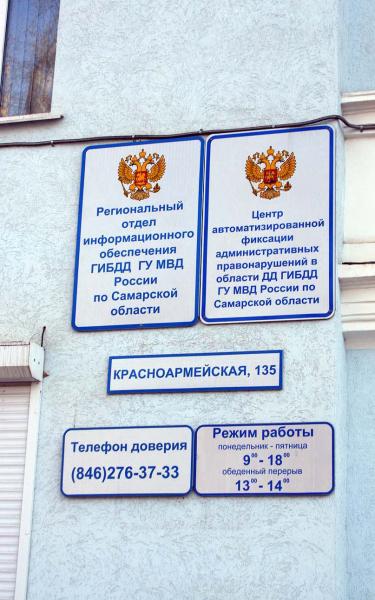 Региональный
отдел
информационного
обеспечения
ГИБДД ГУ МВД
России
по Самарской
области
Центр
автоматизированной
фиксации
административных
правонарушений в
области ДД ГИБДД
ГУ МВД России по
Самарской области
КРАСНОАРМЕЙСКАЯ, 135
Телефон доверия
(846)276-37-33
Режим работы
понедельник - пятница
9⁰⁰ - 18⁰⁰
обеденный перерыв
13⁰⁰ - 14⁰⁰